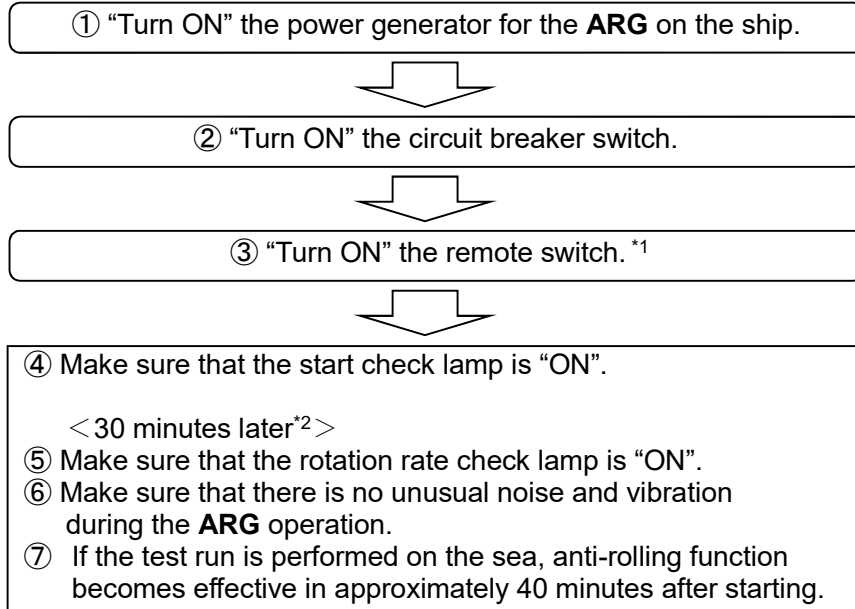 ① “Turn ON” the power generator for the ARG on the ship.
② “Turn ON” the circuit breaker switch.
③ “Turn ON” the remote switch. *1
④ Make sure that the start check lamp is “ON”.
＜30 minutes later*2＞
⑤ Make sure that the rotation rate check lamp is “ON”.
⑥ Make sure that there is no unusual noise and vibration
during the ARG operation.
⑦ If the test run is performed on the sea, anti-rolling function
becomes effective in approximately 40 minutes after starting.